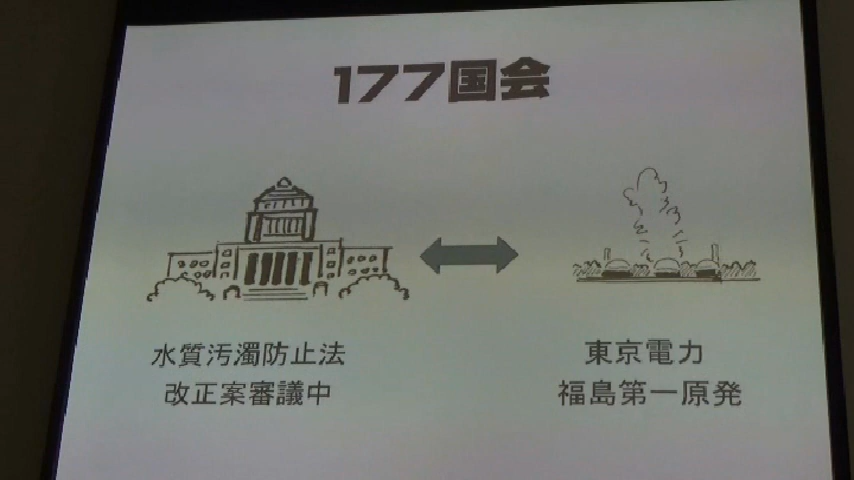 177国会
水質汚濁防止法
改正案審議中
東京電力
福島第一原発